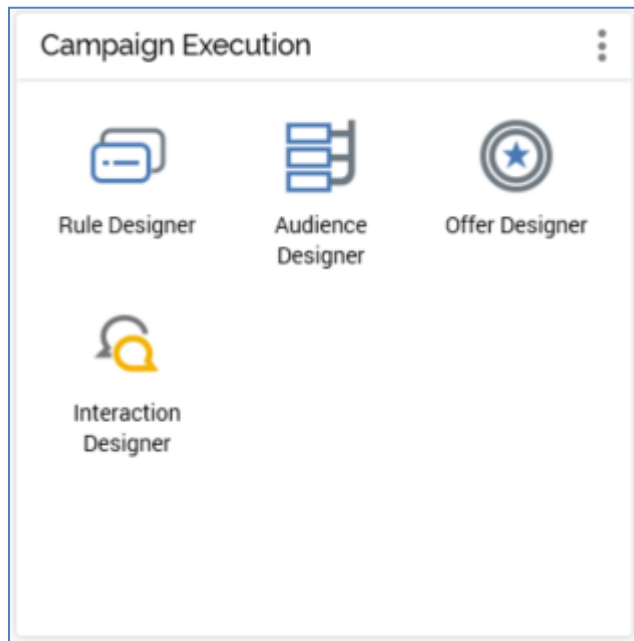 Campaign Execution
Rule Designer
Audience
Designer
Offer Designer
Interaction
Designer